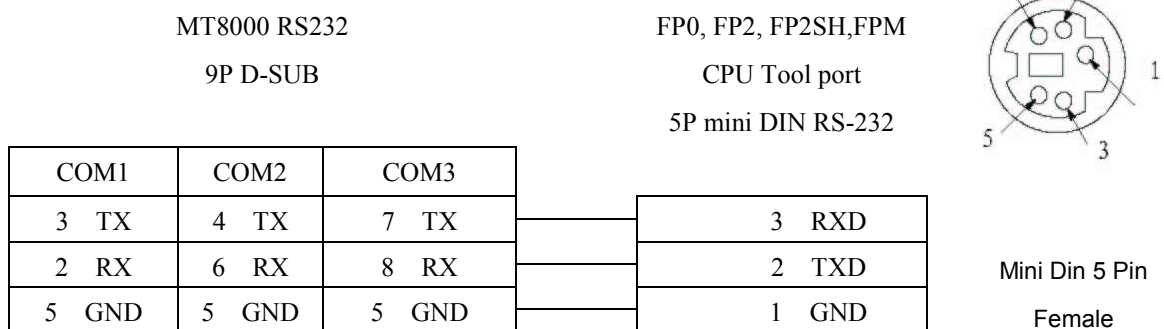 MT8000 RS232
9P D-SUB
FP0, FP2, FP2SH,FPM
CPU Tool port
5P mini DIN RS-232
1
5
3
COM1 COM2 COM3
3 TX 4 TX 7 TX 3 RXD
2 RX 6 RX 8 RX 2 TXD
5 GND 5 GND 5 GND 1 GND
Mini Din 5 Pin
Female